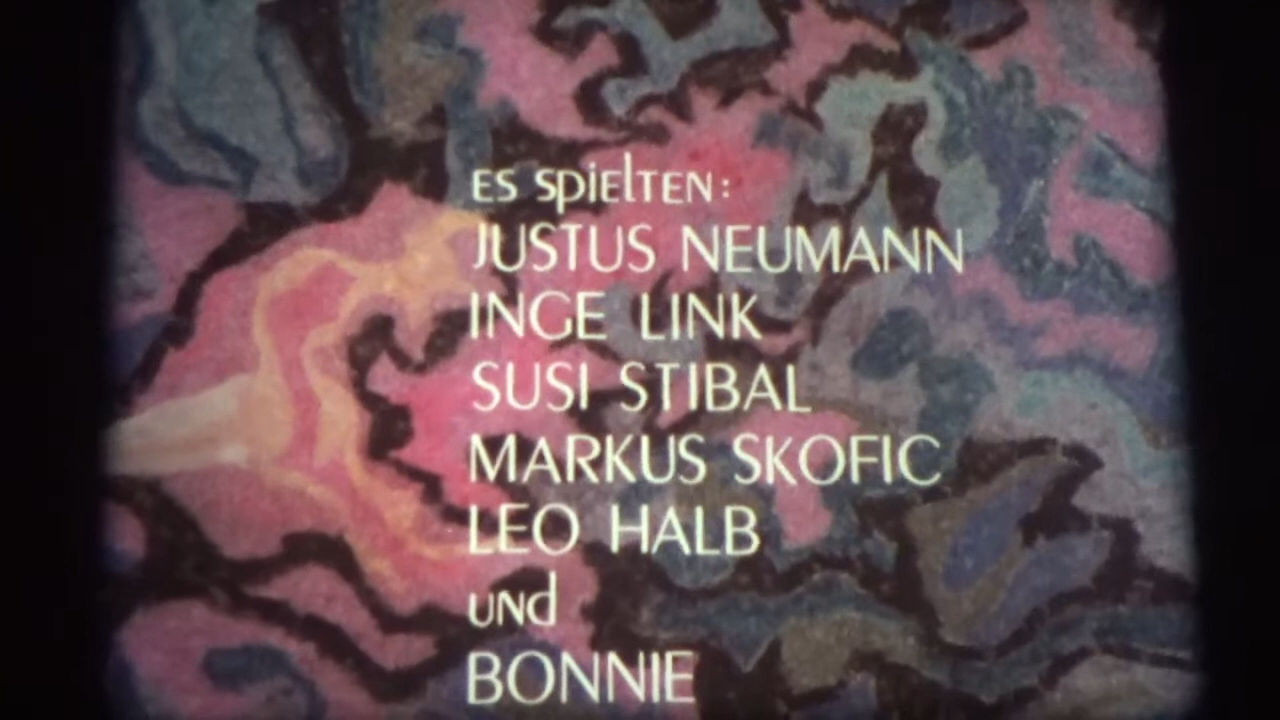 ES spielten:
JUSTUS NEUMANN
INGE LINK
SUSI STIBAL
MARKUS SKOFIC
LEO HALB
und
BONNIE